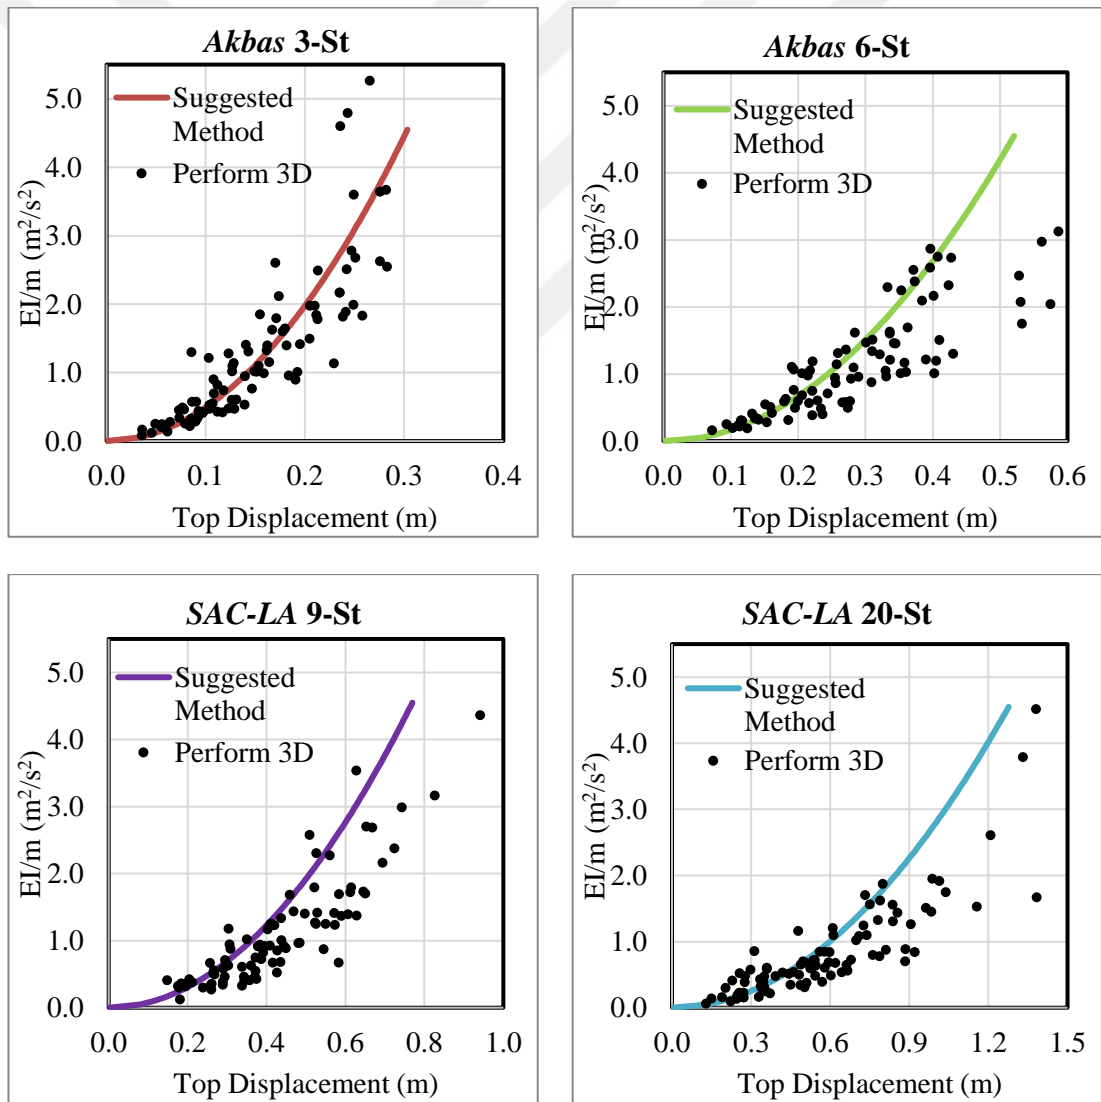 Akbas 3-St
5.0
4.0
3.0
2.0
1.0
0.0
EI/m (m²/s²)
Suggested
Method
Perform 3D
0.0 0.1 0.2 0.3 0.4
Top Displacement (m)
Akbas 6-St
5.0
4.0
3.0
2.0
1.0
0.0
EI/m (m²/s²)
Suggested
Method
Perform 3D
0.0 0.1 0.2 0.3 0.4 0.5 0.6
Top Displacement (m)
SAC-LA 9-St
5.0
4.0
3.0
2.0
1.0
0.0
EI/m (m²/s²)
Suggested
Method
Perform 3D
0.0 0.2 0.4 0.6 0.8 1.0
Top Displacement (m)
SAC-LA 20-St
5.0
4.0
3.0
2.0
1.0
0.0
EI/m (m²/s²)
Suggested
Method
Perform 3D
0.0 0.3 0.6 0.9 1.2 1.5
Top Displacement (m)